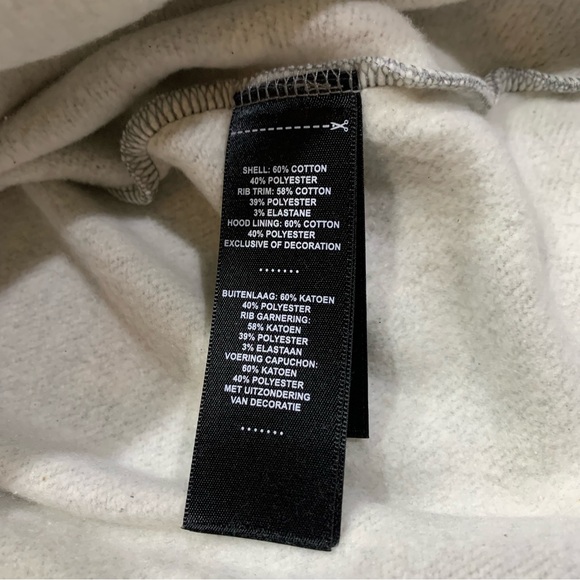 SHELL: 60% COTTON
40% POLYESTER
RIB TRIM: 58% COTTON
39% POLYESTER
3% ELASTANE
HOOD LINING: 60% COTTON
40% POLYESTER
EXCLUSIVE OF DECORATION
BUITENLAAG: 60% KATOEN
40% POLYESTER
RIB GARNERING:
58% KATOEN
39% POLYESTER
3% ELASTAAN
VOERING CAPUCHON:
60% KATOEN
40% POLYESTER
MET UITZONDERING
VAN DECORATIE